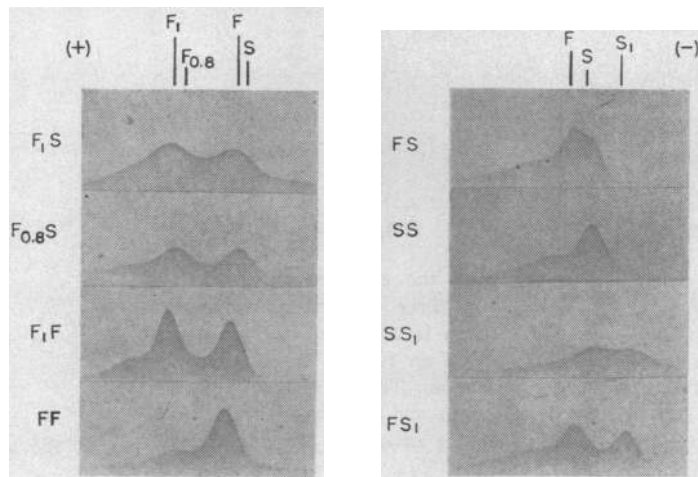 (+) F₁ F₀.₈ F S
F₁S
F₀.₈S
F₁F
FF
F S S₁ (−)
FS
SS
SS₁
FS₁